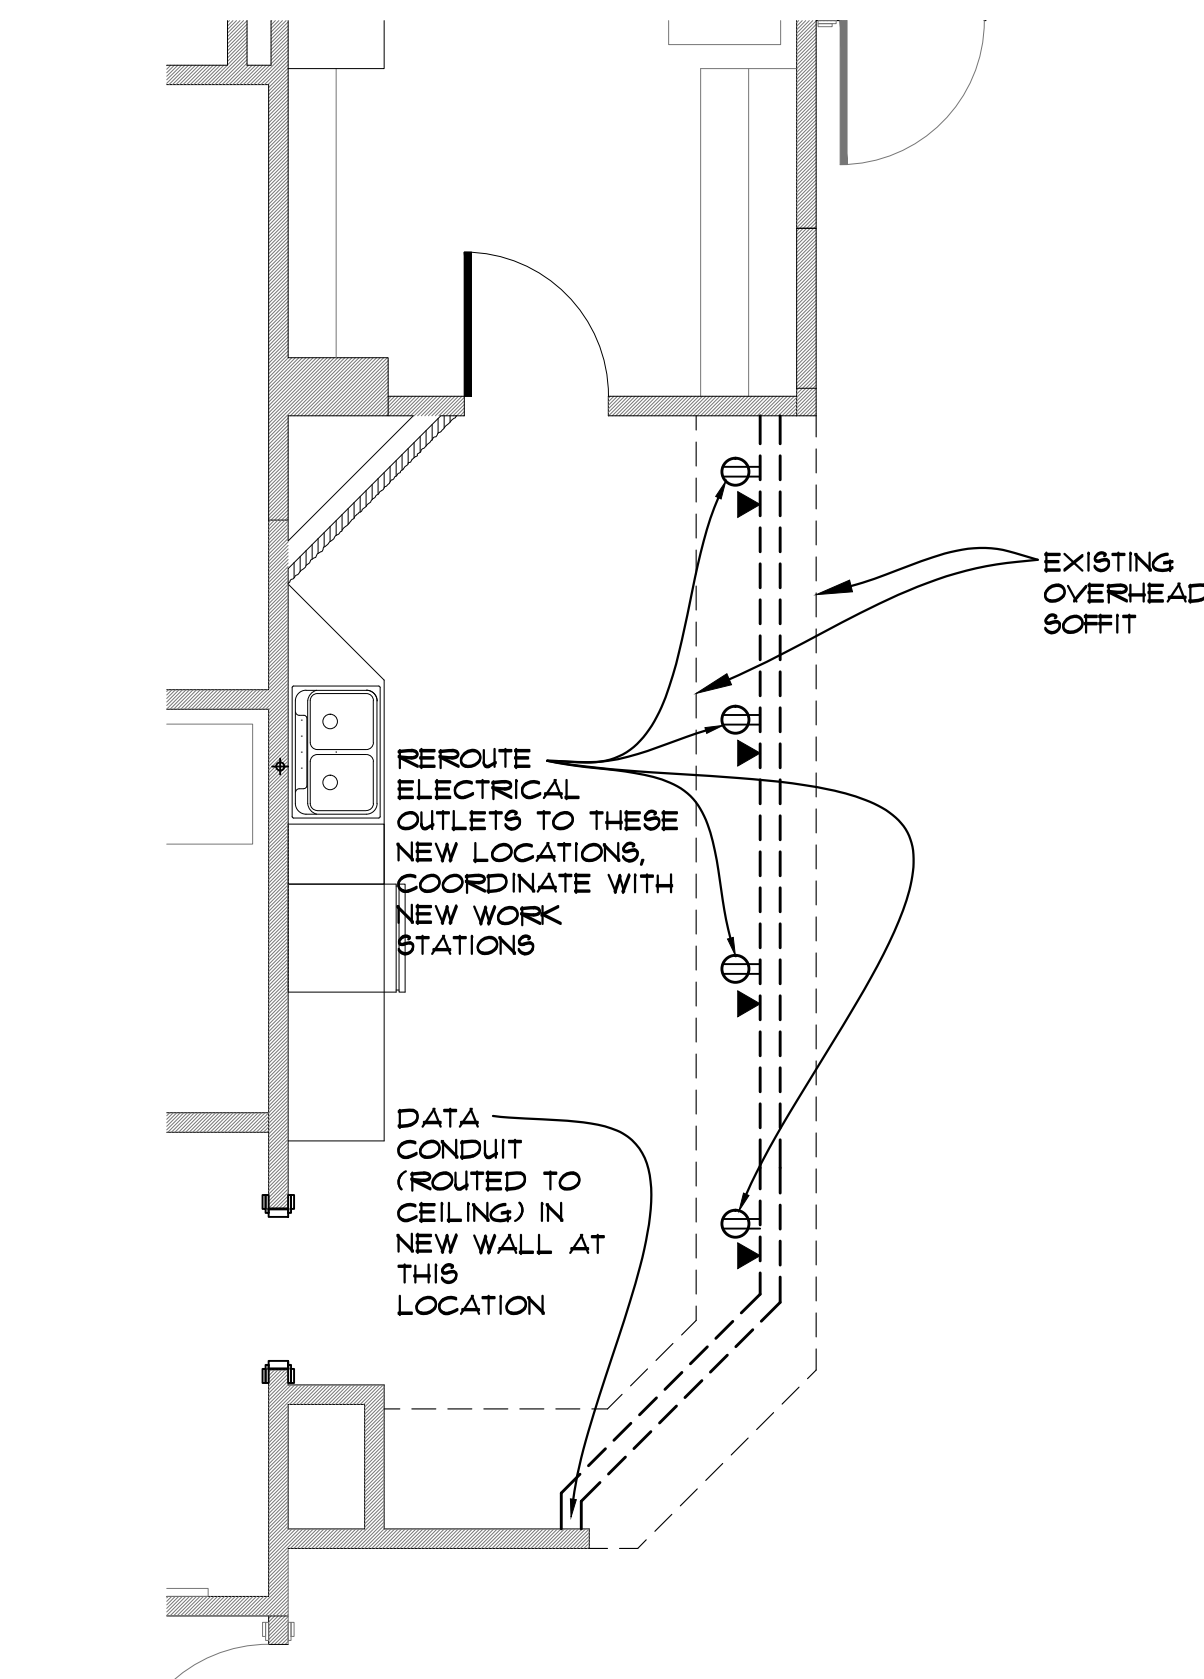 EXISTING
OVERHEAD
SOFFIT
REROUTE
ELECTRICAL
OUTLETS TO THESE
NEW LOCATIONS,
COORDINATE WITH
NEW WORK
STATIONS
DATA
CONDUIT
(ROUTED TO
CEILING) IN
NEW WALL AT
THIS
LOCATION